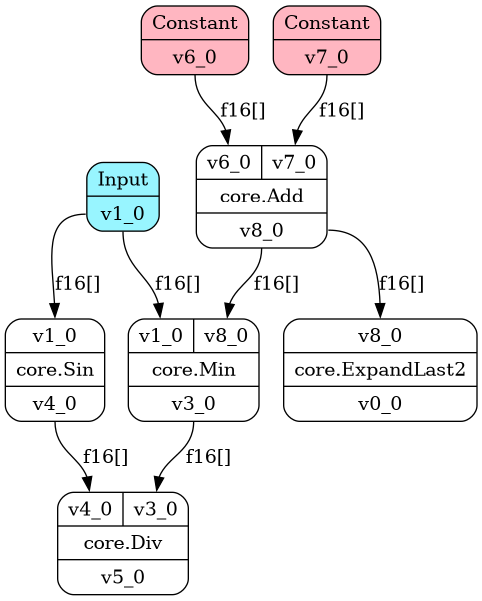 Constant
v6_0
Constant
v7_0
f16[]
f16[]
v6_0 v7_0
core.Add
v8_0
Input
v1_0
f16[]
f16[]
f16[]
f16[]
v1_0
core.Sin
v4_0
v1_0 v8_0
core.Min
v3_0
v8_0
core.ExpandLast2
v0_0
f16[]
f16[]
v4_0 v3_0
core.Div
v5_0